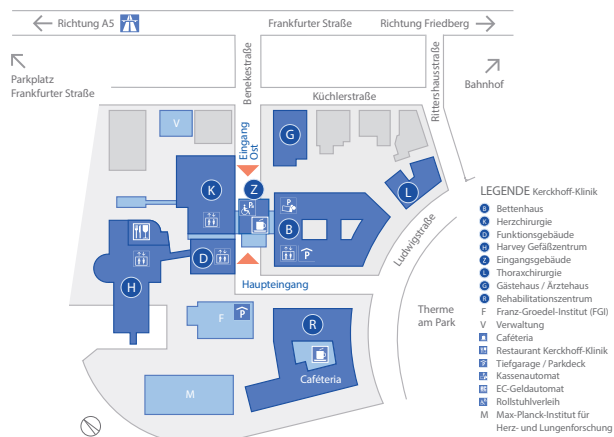 Richtung A5
Frankfurter Straße
Richtung Friedberg
Parkplatz
Frankfurter Straße
Benekestraße
Rittershausstraße
Bahnhof
Küchlerstraße
V
Eingang
Ost
G
K
Z
L
P
B
P
D
H
Ludwigstraße
Haupteingang
F
P
R
Therme
am Park
Caféteria
M
LEGENDE Kerckhoff-Klinik
B Bettenhaus
K Herzchirurgie
D Funktionsgebäude
H Harvey Gefäßzentrum
Z Eingangsgebäude
L Thoraxchirurgie
G Gästehaus / Ärztehaus
R Rehabilitationszentrum
F Franz-Groedel-Institut (FGI)
V Verwaltung
Caféteria
Restaurant Kerckhoff-Klinik
Tiefgarage / Parkdeck
Kassenautomat
EC-Geldautomat
Rollstuhlverleih
M Max-Planck-Institut für
Herz- und Lungenforschung